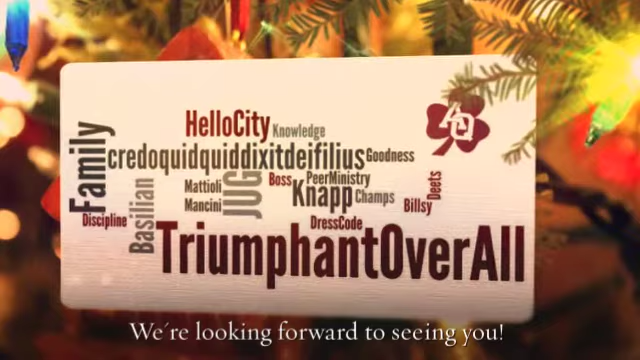 HelloCity
Knowledge
Family
credoquidquiddixitdeifilius
Goodness
AQ
Mattioli
JUG
Boss
PeerMinistry
Deets
Mancini
Knapp
Champs
Billsy
Discipline
Basilian
DressCode
TriumphantOverAll
We´re looking forward to seeing you!